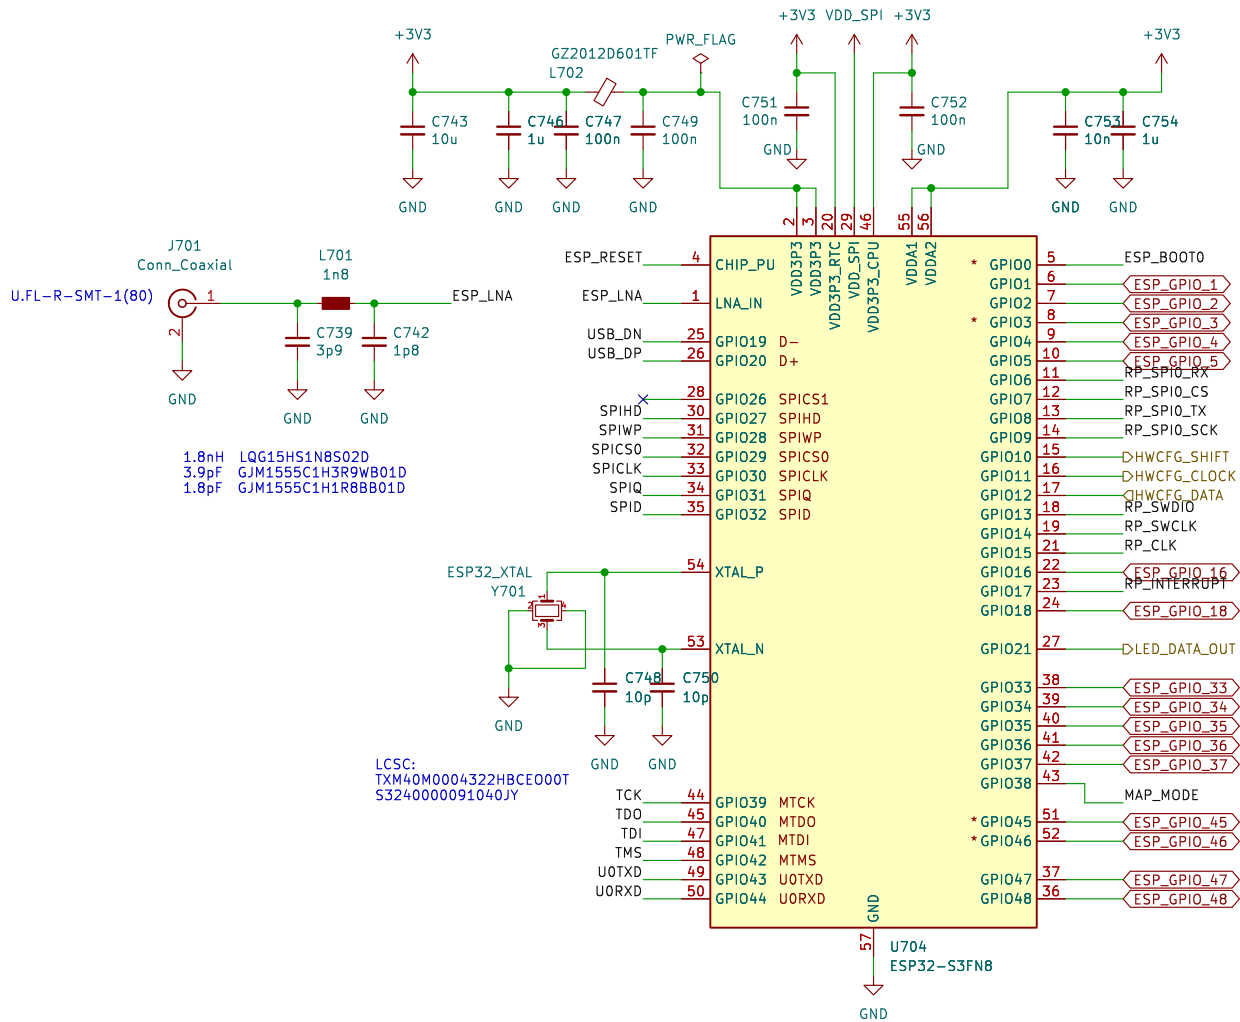 +3V3
VDD_SPI
+3V3
+3V3
PWR_FLAG
+3V3
GZ2012D601TF
L702
C743
10u
C746
1u
C747
100n
C749
100n
C751
100n
C752
100n
C753
10n
C754
1u
GND
GND
GND
GND
GND
GND
GND
GND
2
3
20
29
46
55
56
VDD3P3
VDD3P3
VDD3P3_RTC
VDD_SPI
VDD3P3_CPU
VDDA1
VDDA2
J701
Conn_Coaxial
U.FL-R-SMT-1(80)
1
2
GND
L701
1n8
ESP_LNA
C739
3p9
C742
1p8
GND
GND
1.8nH LQG15HS1N8S02D
3.9pF GJM1555C1H3R9WB01D
1.8pF GJM1555C1H1R8BB01D
ESP_RESET 4 CHIP_PU
ESP_LNA 1 LNA_IN
USB_DN 25 GPIO19 D-
USB_DP 26 GPIO20 D+
28 GPIO26 SPICS1
SPIHD 30 GPIO27 SPIHD
SPIWP 31 GPIO28 SPIWP
SPICS0 32 GPIO29 SPICS0
SPICLK 33 GPIO30 SPICLK
SPIQ 34 GPIO31 SPIQ
SPID 35 GPIO32 SPID
54 XTAL_P
53 XTAL_N
ESP32_XTAL
Y701
1
2
4
3
GND
C748
10p
C750
10p
GND
GND
LCSC:
TXM40M0004322HBCEO00T
S3240000091040JY
TCK 44 GPIO39 MTCK
TDO 45 GPIO40 MTDO
TDI 47 GPIO41 MTDI
TMS 48 GPIO42 MTMS
U0TXD 49 GPIO43 U0TXD
U0RXD 50 GPIO44 U0RXD
* GPIO0 5 ESP_BOOT0
GPIO1 6 ESP_GPIO_1
GPIO2 7 ESP_GPIO_2
* GPIO3 8 ESP_GPIO_3
GPIO4 9 ESP_GPIO_4
GPIO5 10 ESP_GPIO_5
GPIO6 11 RP_SPI0_RX
GPIO7 12 RP_SPI0_CS
GPIO8 13 RP_SPI0_TX
GPIO9 14 RP_SPI0_SCK
GPIO10 15 HWCFG_SHIFT
GPIO11 16 HWCFG_CLOCK
GPIO12 17 HWCFG_DATA
GPIO13 18 RP_SWDIO
GPIO14 19 RP_SWCLK
GPIO15 21 RP_CLK
GPIO16 22 ESP_GPIO_16
GPIO17 23 RP_INTERRUPT
GPIO18 24 ESP_GPIO_18
GPIO21 27 LED_DATA_OUT
GPIO33 38 ESP_GPIO_33
GPIO34 39 ESP_GPIO_34
GPIO35 40 ESP_GPIO_35
GPIO36 41 ESP_GPIO_36
GPIO37 42 ESP_GPIO_37
GPIO38 43 MAP_MODE
* GPIO45 51 ESP_GPIO_45
* GPIO46 52 ESP_GPIO_46
GPIO47 37 ESP_GPIO_47
GPIO48 36 ESP_GPIO_48
GND
57
U704
ESP32-S3FN8
GND